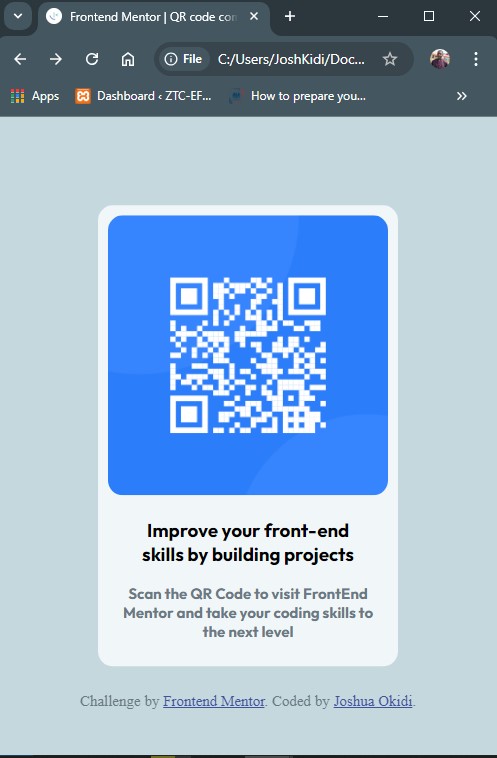 Frontend Mentor | QR code con
File
C:/Users/JoshKidi/Doc...
Apps
Dashboard ‹ ZTC-EF...
How to prepare you...
Improve your front-end
skills by building projects
Scan the QR Code to visit FrontEnd
Mentor and take your coding skills to
the next level
Challenge by Frontend Mentor. Coded by Joshua Okidi.